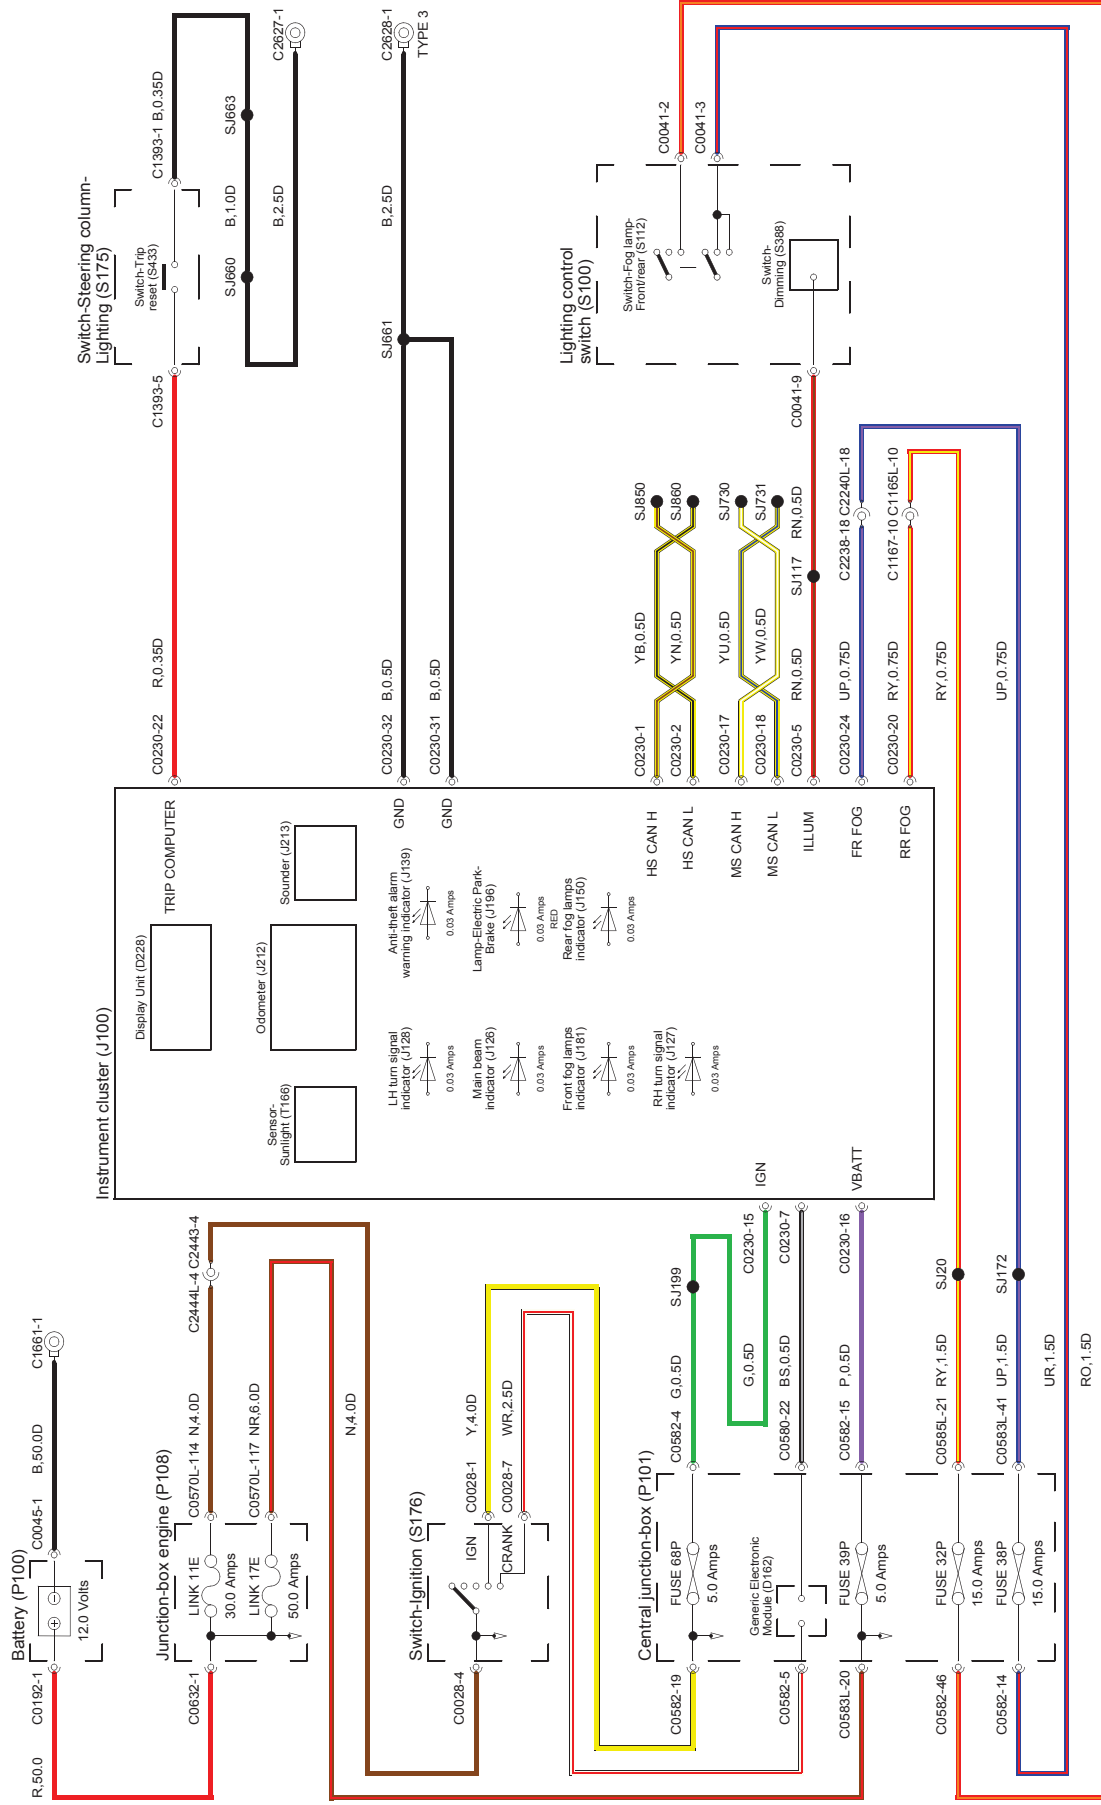 Battery (P100)
12.0 Volts
C0192-1
C0045-1
R,50.0
B,50.0D
C1661-1
Junction-box engine (P108)
LINK 11E
30.0 Amps
LINK 17E
50.0 Amps
C0632-1
C0570L-114
N,4.0D
C2444L-4
C2443-4
C0570L-117
NR,6.0D
N,4.0D
Switch-Ignition (S176)
IGN
CRANK
C0028-4
C0028-1
Y,4.0D
C0028-7
WR,2.5D
Central junction-box (P101)
FUSE 68P
5.0 Amps
Generic Electronic
Module (D162)
FUSE 39P
5.0 Amps
FUSE 32P
15.0 Amps
FUSE 38P
15.0 Amps
C0582-19
C0582-5
C0583L-20
C0582-46
C0582-14
C0582-4
G,0.5D
SJ199
G,0.5D
C0230-15
C0580-22
BS,0.5D
C0230-7
C0582-15
P,0.5D
C0230-16
C0585L-21
RY,1.5D
SJ20
C0583L-41
UP,1.5D
SJ172
UR,1.5D
RO,1.5D
Instrument cluster (J100)
Display Unit (D228)
Sensor-
Sunlight (T166)
Odometer (J212)
Sounder (J213)
TRIP COMPUTER
LH turn signal
indicator (J128)
0.03 Amps
Anti-theft alarm
warning indicator (J139)
0.03 Amps
Main beam
indicator (J126)
0.03 Amps
Lamp-Electric Park-
Brake (J196)
0.03 Amps
RED
Front fog lamps
indicator (J181)
0.03 Amps
Rear fog lamps
indicator (J150)
0.03 Amps
RH turn signal
indicator (J127)
0.03 Amps
IGN
VBATT
GND
GND
HS CAN H
HS CAN L
MS CAN H
MS CAN L
ILLUM
FR FOG
RR FOG
C0230-22
R,0.35D
C1393-5
Switch-Steering column-
Lighting (S175)
Switch-Trip
reset (S433)
C1393-1
B,0.35D
SJ660
B,1.0D
SJ663
B,2.5D
C2627-1
C0230-32
B,0.5D
C0230-31
B,0.5D
SJ661
B,2.5D
C2628-1
TYPE 3
C0230-1
YB,0.5D
SJ850
C0230-2
YN,0.5D
SJ860
C0230-17
YU,0.5D
SJ730
C0230-18
YW,0.5D
SJ731
C0230-5
RN,0.5D
SJ117
RN,0.5D
C0041-9
C0230-24
UP,0.75D
C2238-18
C2240L-18
C0230-20
RY,0.75D
C1167-10
C1165L-10
RY,0.75D
UP,0.75D
Lighting control
switch (S100)
Switch-Fog lamp-
Front/rear (S112)
Switch-
Dimming (S388)
C0041-2
C0041-3